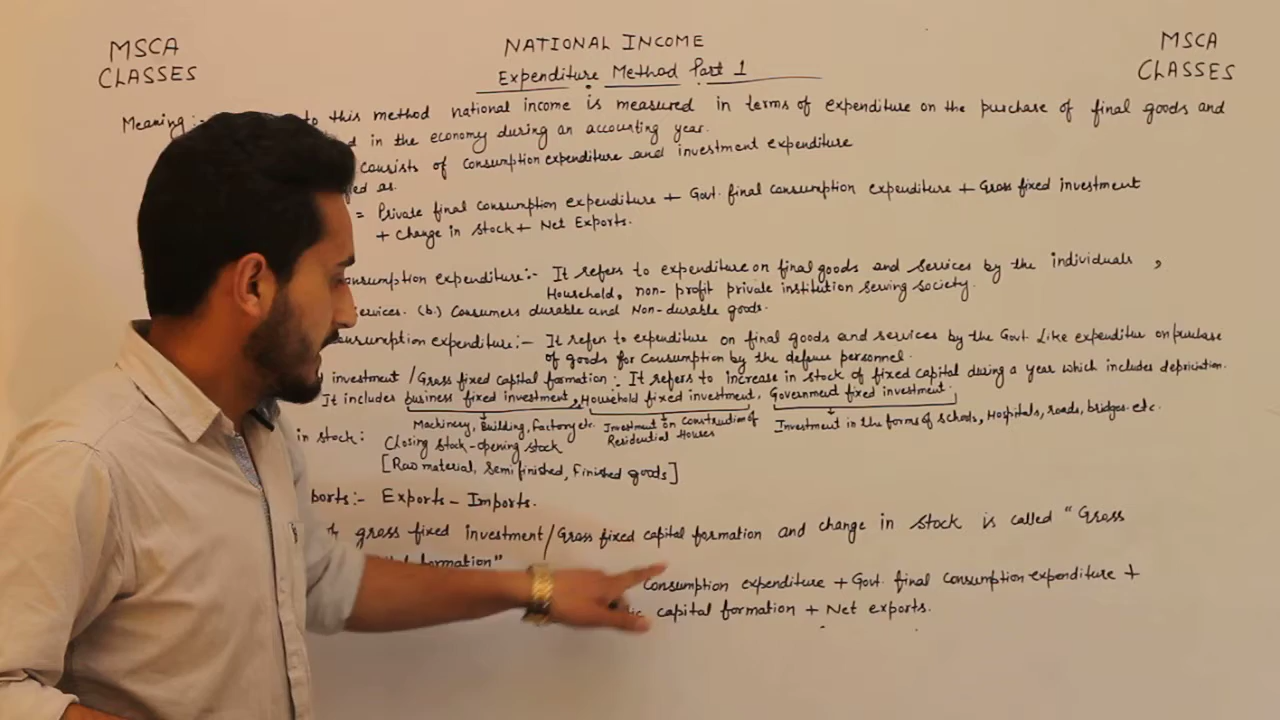 MSCA
CLASSES
NATIONAL INCOME
Expenditure Method Part 1
MSCA
CLASSES
Meaning:- to this method national income is measured in terms of expenditure on the purchase of final goods and
in the economy during an accounting year.
consists of consumption expenditure and investment expenditure
as.
= Private final consumption expenditure + Govt. final consumption expenditure + Gross fixed investment
+ change in stock + Net Exports.
consumption expenditure:- It refers to expenditure on final goods and services by the individuals,
Household, non-profit private institution serving society.
services. (b.) Consumers durable and Non-durable goods.
consumption expenditure:- It refer to expenditure on final goods and services by the Govt. Like expenditure on purchase
of goods for consumption by the defense personnel.
investment / Gross fixed capital formation:- It refers to increase in stock of fixed capital during a year which includes depriciation.
It includes business fixed investment, Household fixed investment, Government fixed investment.
Machinery, Building, Factory etc. Investment on construction of Residential Houses Investment in the forms of schools, Hospitals, roads, bridges. etc.
in stock: Closing stock-opening stock
[Raw material, semi finished, Finished goods]
Exports - Imports.
gross fixed investment/Gross fixed capital formation and change in stock is called "Gross
formation"
Consumption expenditure + Govt. final consumption expenditure +
capital formation + Net exports.